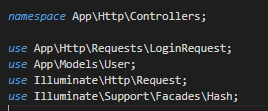 namespace App\Http\Controllers;
use App\Http\Requests\LoginRequest;
use App\Models\User;
use Illuminate\Http\Request;
use Illuminate\Support\Facades\Hash;